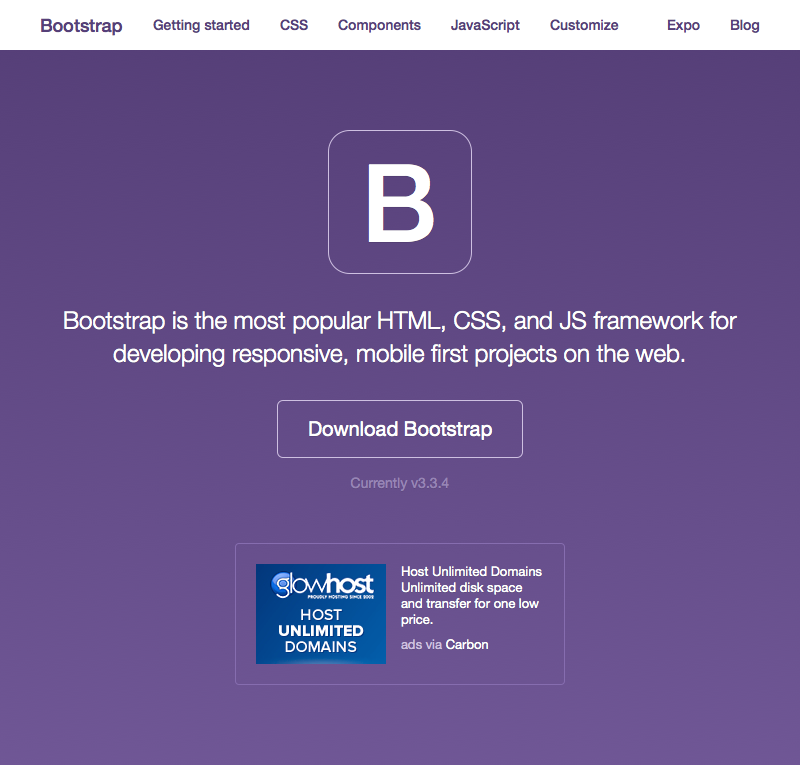 Bootstrap Getting started CSS Components JavaScript Customize Expo Blog
B
Bootstrap is the most popular HTML, CSS, and JS framework for
developing responsive, mobile first projects on the web.
Download Bootstrap
Currently v3.3.4
glowhost
PROUDLY HOSTING SINCE 2002
HOST
UNLIMITED
DOMAINS
Host Unlimited Domains
Unlimited disk space
and transfer for one low
price.
ads via Carbon